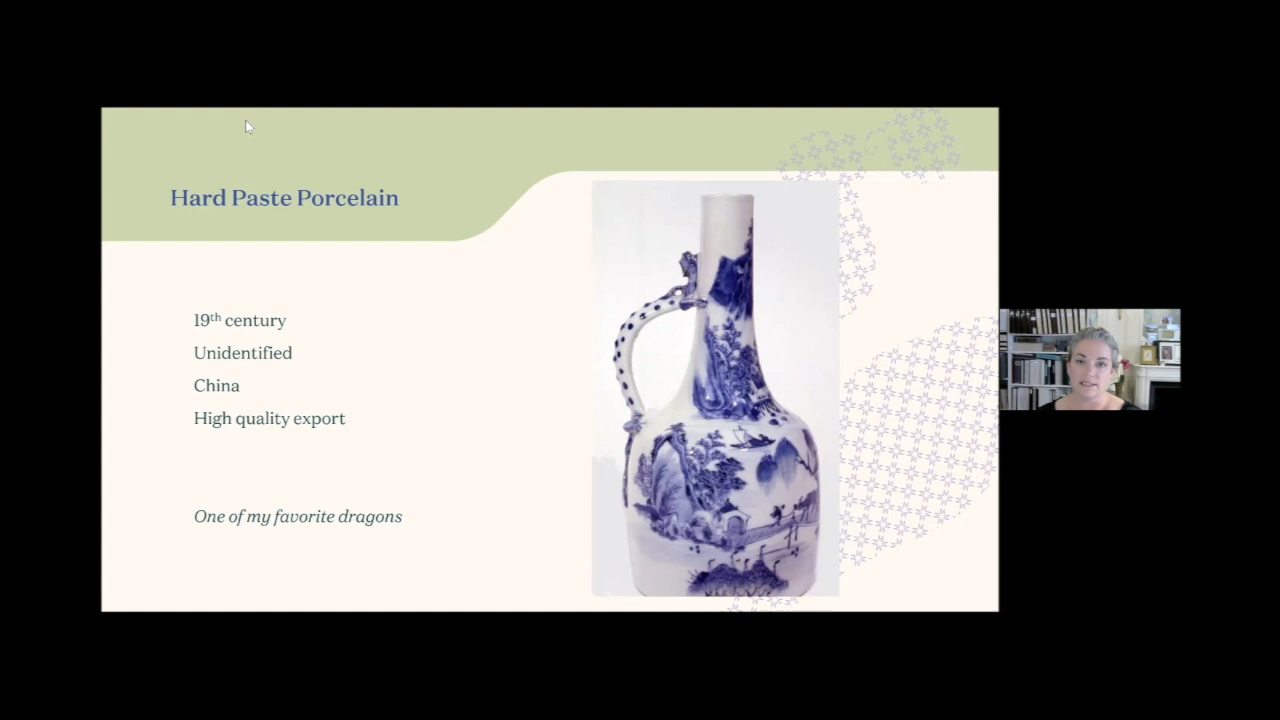 Hard Paste Porcelain
19th century
Unidentified
China
High quality export
One of my favorite dragons